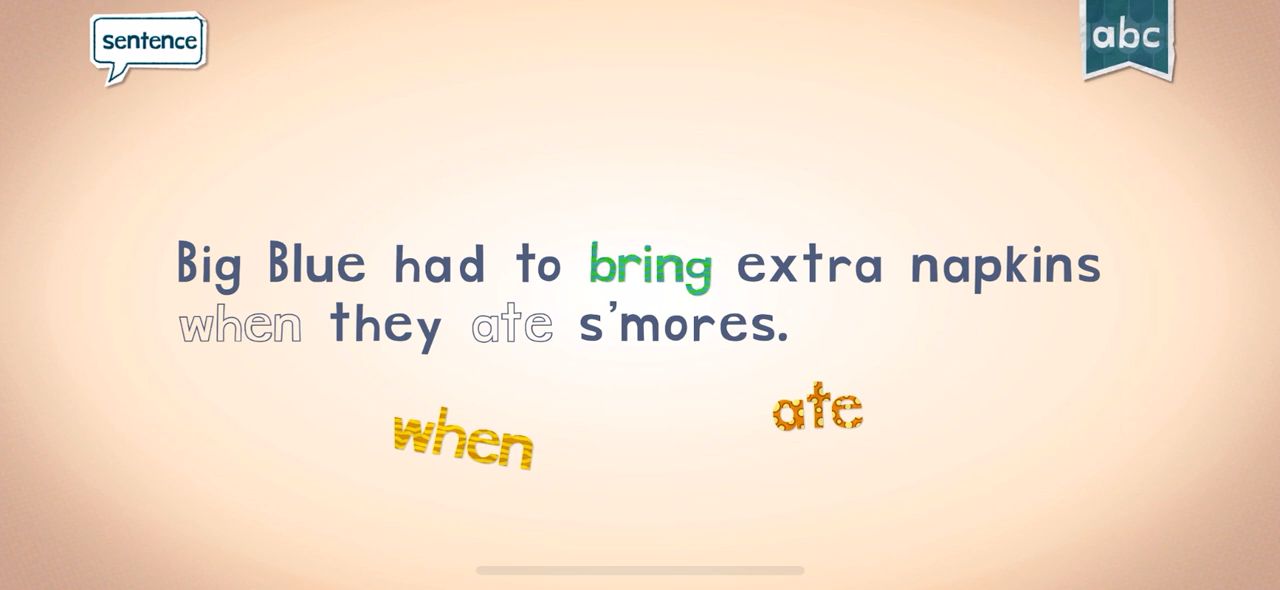 sentence
abc
Big Blue had to bring extra napkins
when they ate s’mores.
when
ate